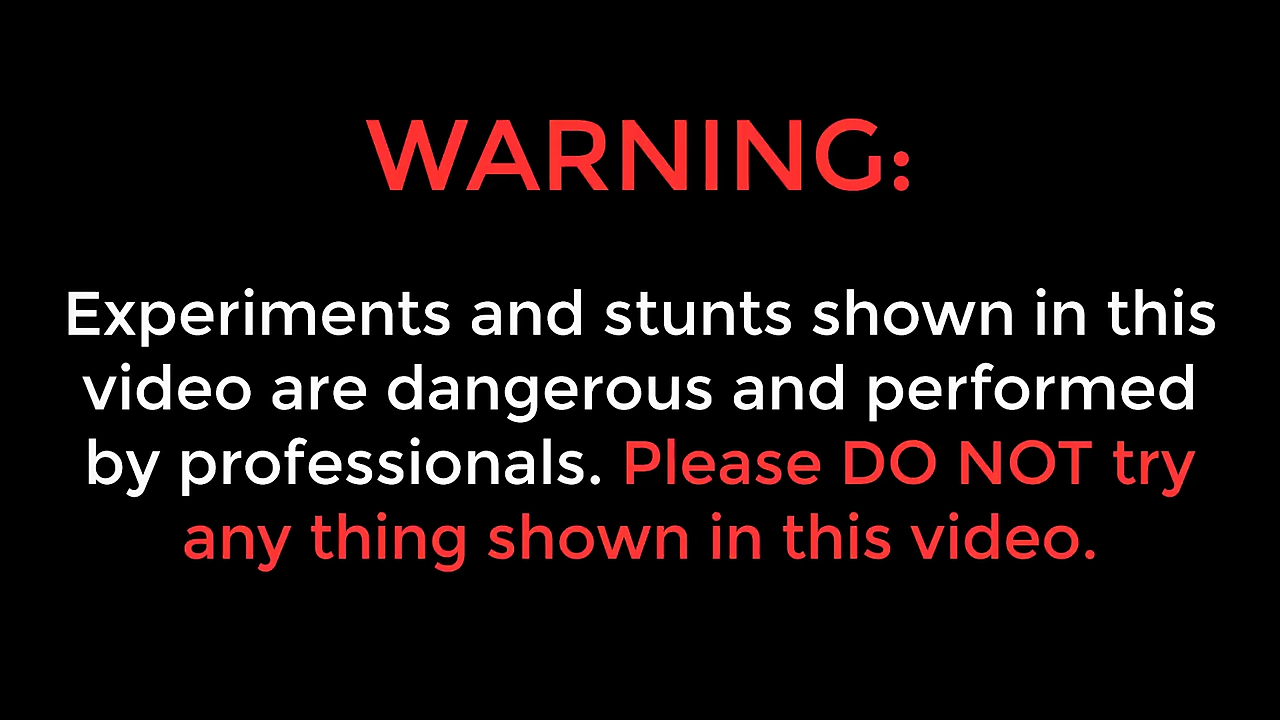 WARNING:
Experiments and stunts shown in this
video are dangerous and performed
by professionals. Please DO NOT try
any thing shown in this video.